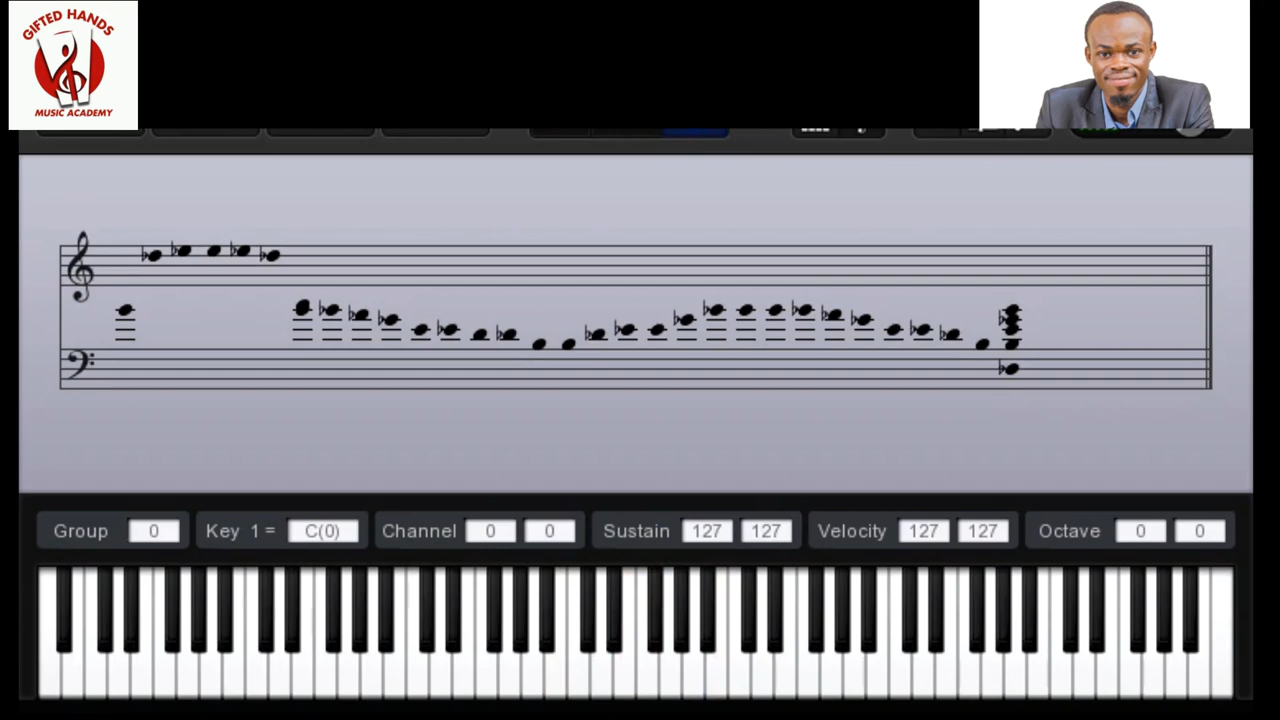 GIFTED HANDS
MUSIC ACADEMY
Group 0 Key 1 = C(0) Channel 0 0 Sustain 127 127 Velocity 127 127 Octave 0 0